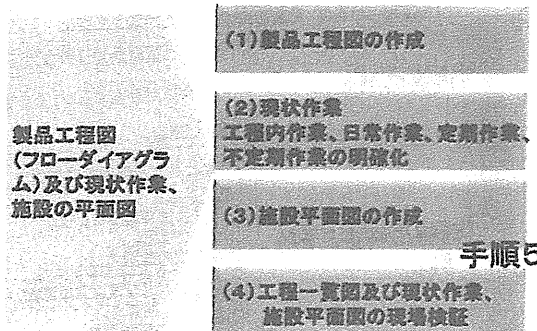 製品工程図
(フローダイアグラ
ム)及び現状作業、
施設の平面図
(1)製品工程図の作成
(2)現状作業
工程内作業、日常作業、定期作業、
不定期作業の明確化
(3)施設平面図の作成
手順5
(4)工程一覧図及び現状作業、
施設平面図の現場検証